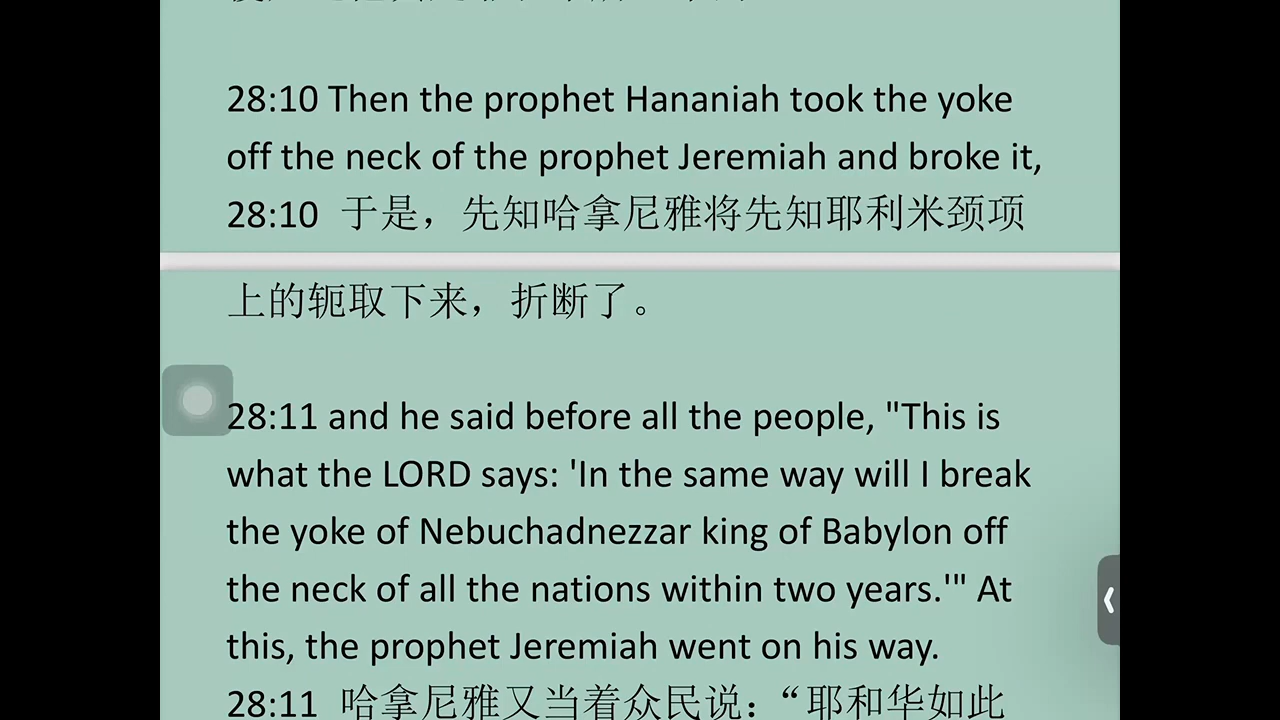 28:10 Then the prophet Hananiah took the yoke
off the neck of the prophet Jeremiah and broke it,
28:10 于是，先知哈拿尼雅将先知耶利米颈项
上的轭取下来，折断了。
28:11 and he said before all the people, "This is
what the LORD says: 'In the same way will I break
the yoke of Nebuchadnezzar king of Babylon off
the neck of all the nations within two years.'" At
this, the prophet Jeremiah went on his way.
28:11 哈拿尼雅又当着众民说：“耶和华如此